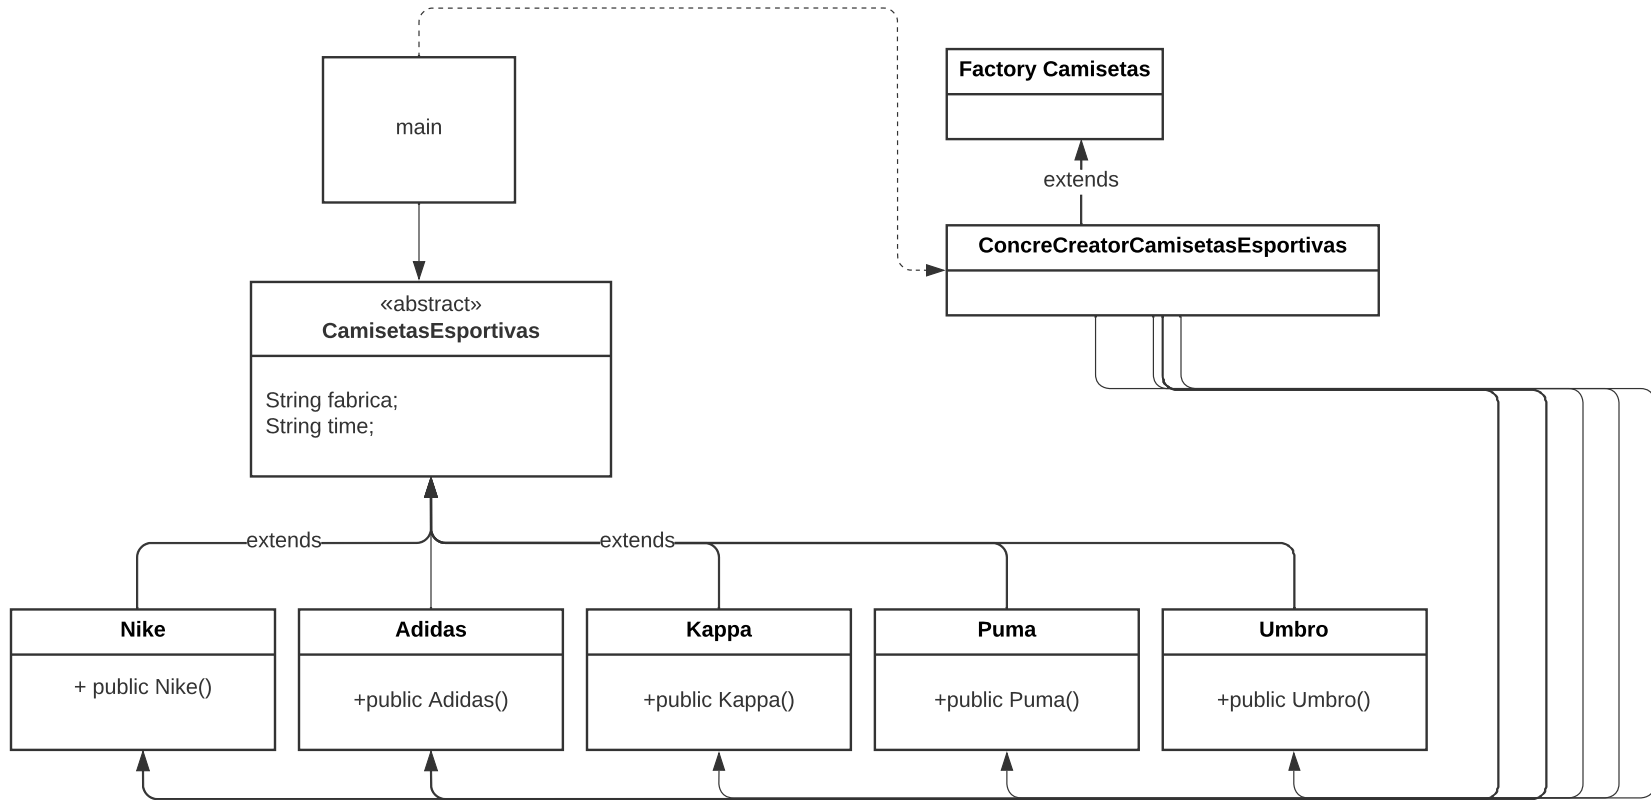 Factory Camisetas
main
extends
ConcreCreatorCamisetasEsportivas
«abstract»
CamisetasEsportivas
String fabrica;
String time;
extends
extends
Nike
Adidas
Kappa
Puma
Umbro
+ public Nike()
+public Adidas()
+public Kappa()
+public Puma()
+public Umbro()